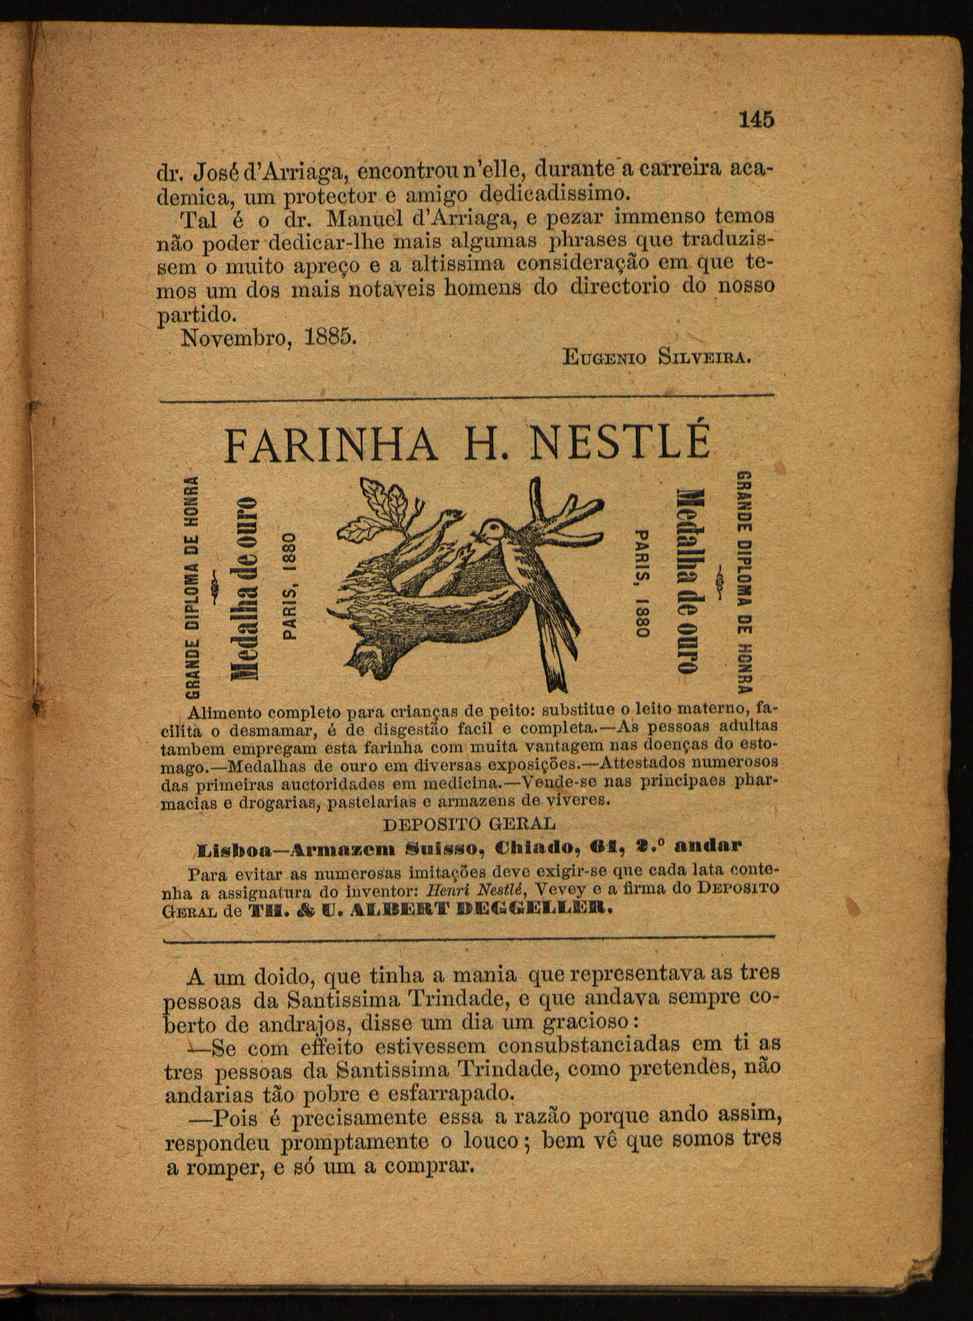 145
dr. José d'Arriaga, encontrou n'elle, durante a carreira aca-
demica, um protector e amigo dedicadissimo.
Tal é o dr. Manuel d'Arriaga, e pezar immenso temos
não poder dedicar-lhe mais algumas phrases que traduzis-
sem o muito apreço e a altissima consideração em que te-
mos um dos mais notaveis homens do directorio do nosso
partido.
Novembro, 1885.
EUGENIO SILVEIRA.
FARINHA H. NESTLÉ
GRANDE DIPLOMA DE HONRA
Medalha de ouro
PARIS, 1880
PARIS, 1880
Medalha de ouro
GRANDE DIPLOMA DE HONRA
Alimento completo para crianças de peito: substitue o leito materno, fa-
cilita o desmamar, é de disgestão facil e completa.—As pessoas adultas
tambem empregam esta farinha com muita vantagem nas doenças do esto-
mago.—Medalhas de ouro em diversas exposições.—Attestados numerosos
das primeiras auctoridades em medicina.—Vende-se nas principaes phar-
macias e drogarias, pastelarias e armazens de viveres.
DEPOSITO GERAL
Lisboa—Armazem Suisso, Chiado, 61, 2.º andar
Para evitar as numerosas imitações deve exigir-se que cada lata conte-
nha a assignatura do inventor: Henri Nestlé, Vevey e a firma do DEPOSITO
GERAL de TH. & U. ALBERT DEGGELLER.
A um doido, que tinha a mania que representava as tres
pessoas da Santissima Trindade, e que andava sempre co-
berto de andrajos, disse um dia um gracioso:
—Se com effeito estivessem consubstanciadas em ti as
tres pessoas da Santissima Trindade, como pretendes, não
andarias tão pobre e esfarrapado.
—Pois é precisamente essa a razão porque ando assim,
respondeu promptamente o louco; bem vê que somos tres
a romper, e só um a comprar.